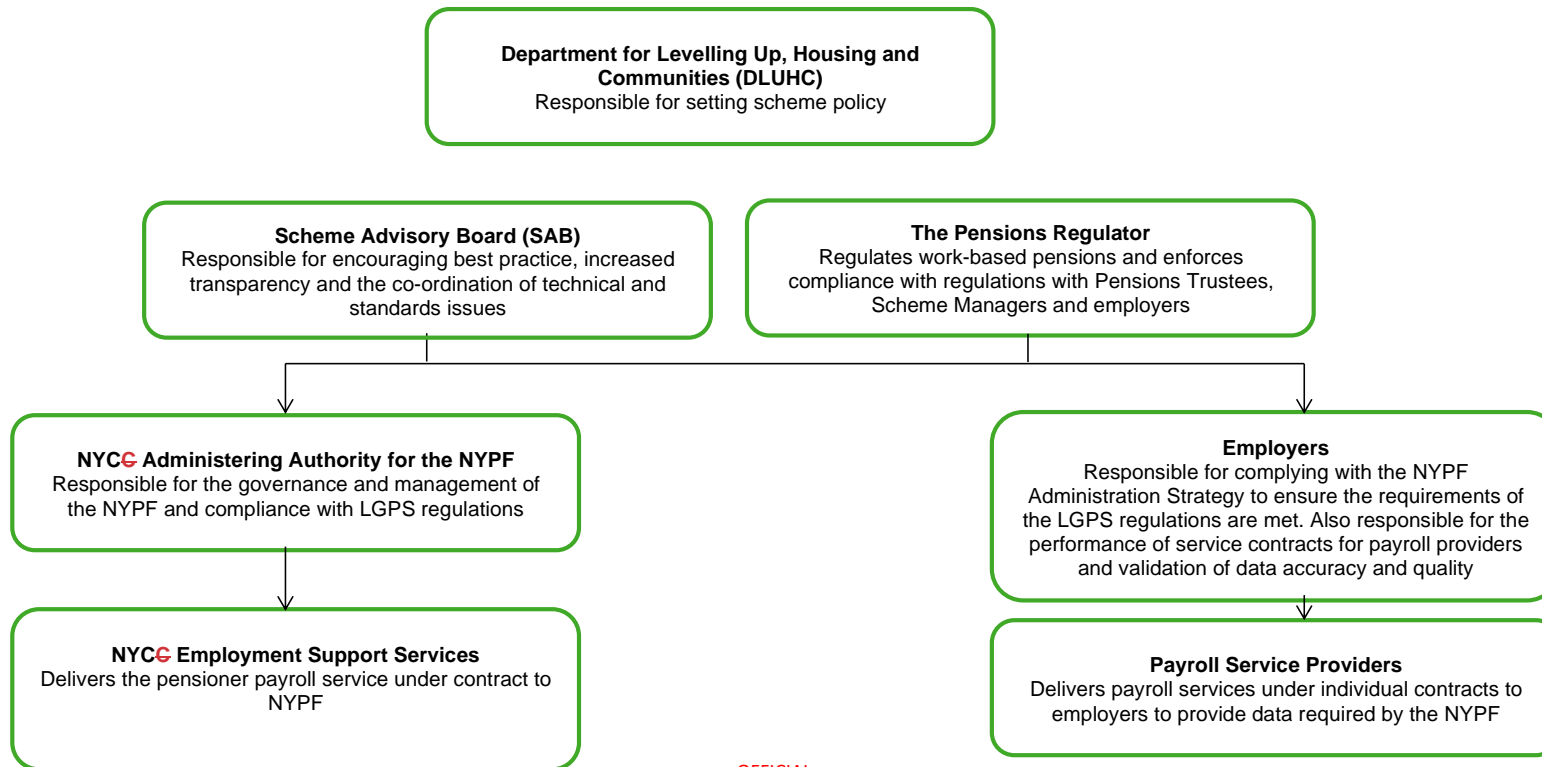 Department for Levelling Up, Housing and
Communities (DLUHC)
Responsible for setting scheme policy
Scheme Advisory Board (SAB)
Responsible for encouraging best practice, increased
transparency and the co-ordination of technical and
standards issues
The Pensions Regulator
Regulates work-based pensions and enforces
compliance with regulations with Pensions Trustees,
Scheme Managers and employers
NYCC Administering Authority for the NYPF
Responsible for the governance and management of
the NYPF and compliance with LGPS regulations
Employers
Responsible for complying with the NYPF
Administration Strategy to ensure the requirements of
the LGPS regulations are met. Also responsible for the
performance of service contracts for payroll providers
and validation of data accuracy and quality
NYCC Employment Support Services
Delivers the pensioner payroll service under contract to
NYPF
Payroll Service Providers
Delivers payroll services under individual contracts to
employers to provide data required by the NYPF
OFFICIAL